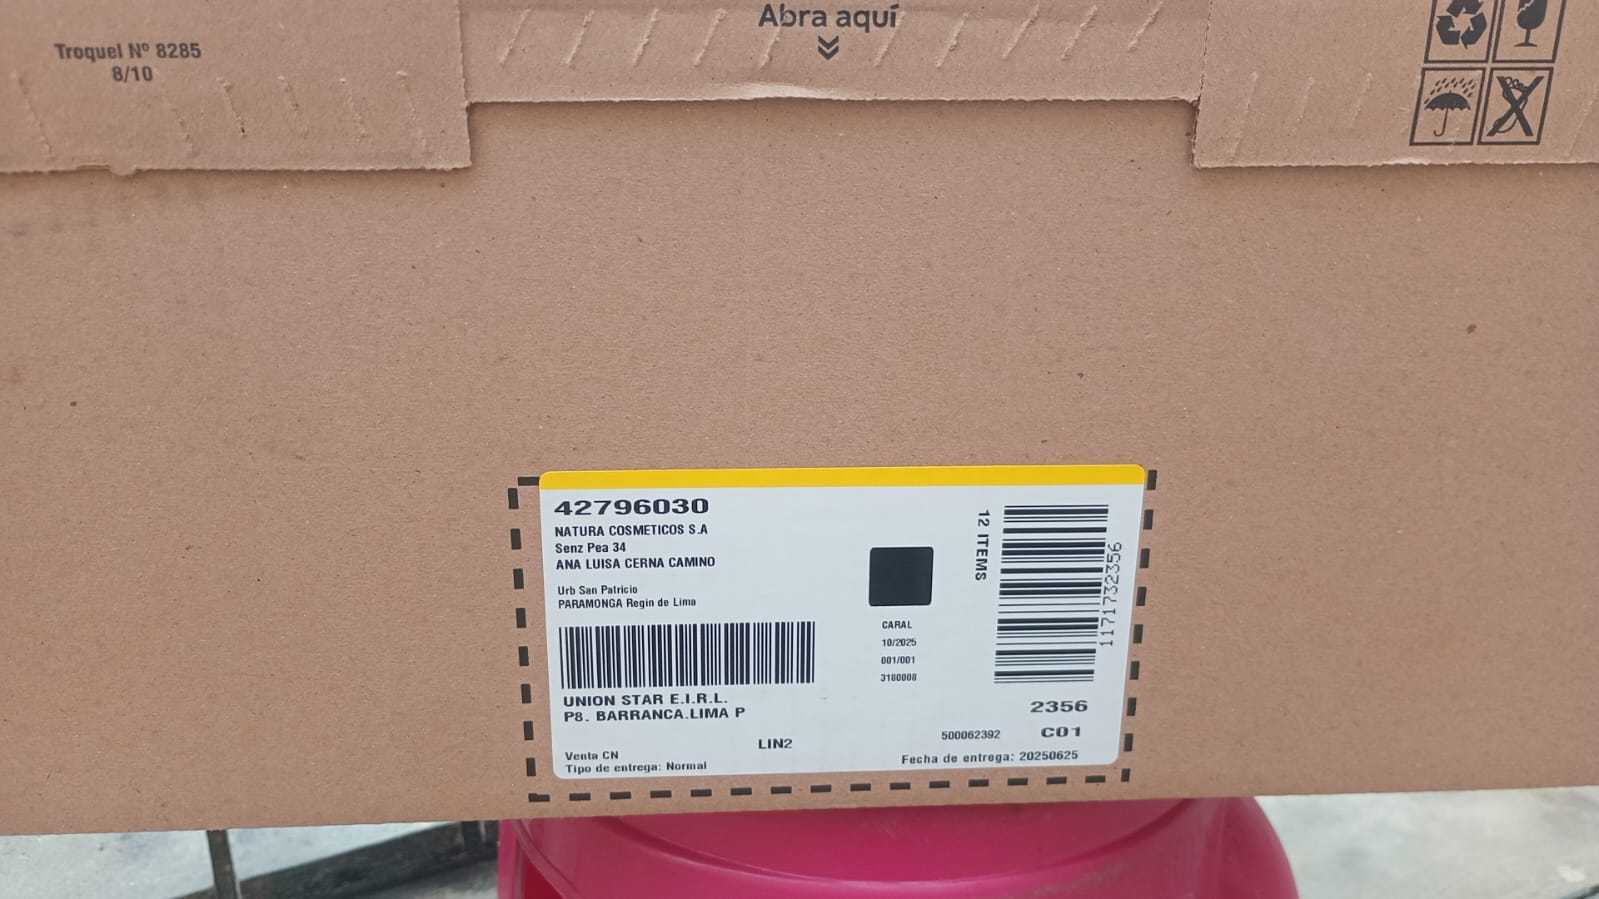 Abra aquí
Troquel Nº 8285
8/10
42796030
NATURA COSMETICOS S.A
Senz Pea 34
ANA LUISA CERNA CAMINO
Urb San Patricio
PARAMONGA Regin de Lima
UNION STAR E.I.R.L.
P8. BARRANCA.LIMA P
LIN2
Venta CN
Tipo de entrega: Normal
CARAL
10/2025
001/001
3180008
12 ITEMS
1171732356
2356
500062392 C01
Fecha de entrega: 20250625